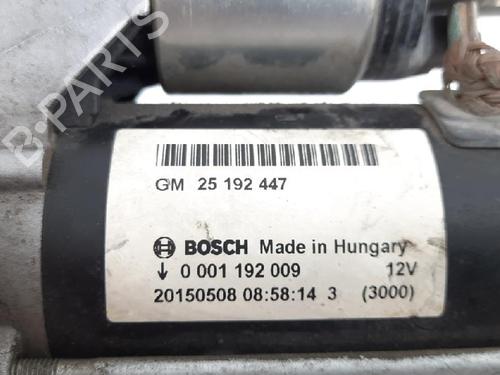 B-PARTS
GM 25 192 447
BOSCH Made in Hungary
↓ 0 001 192 009 12V
20150508 08:58:14 3 (3000)